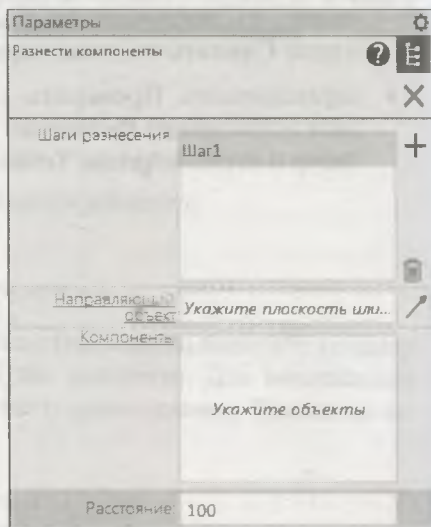 Параметры
Разнести компоненты
?
Шаги разнесения
Шаг1
Направляющий
объект
Укажите плоскость или...
Компоненты
Укажите объекты
Расстояние:
100